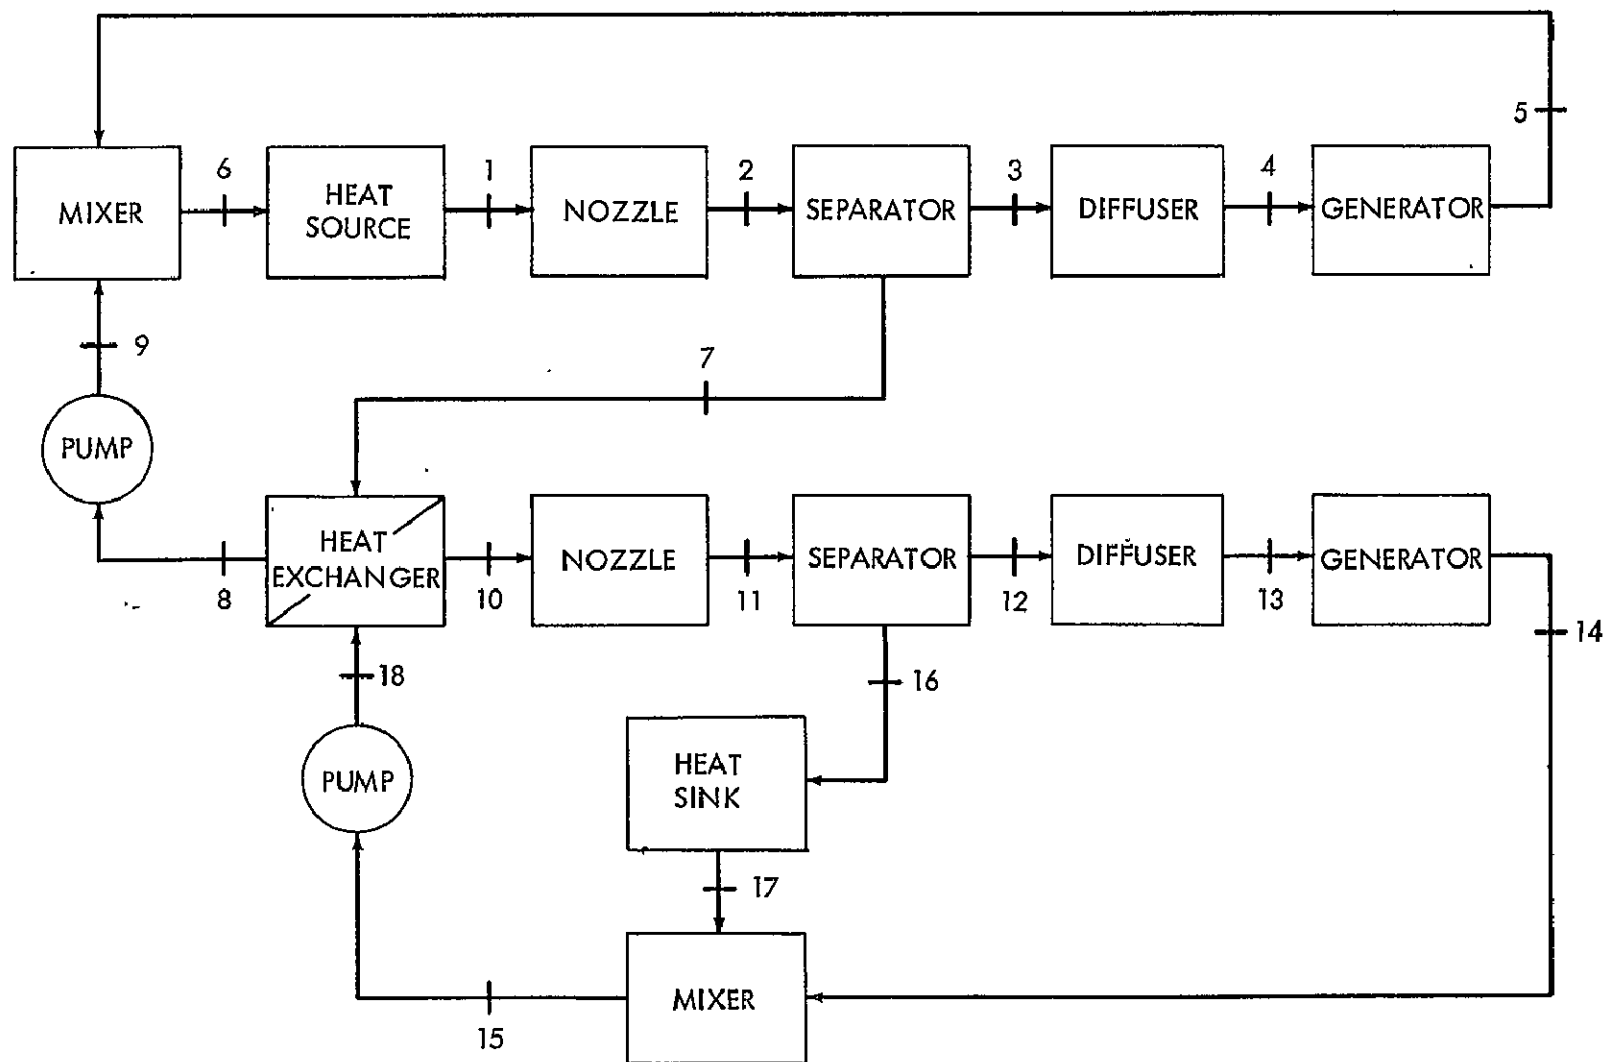 5
6
1
2
3
4
MIXER
HEAT
SOURCE
NOZZLE
SEPARATOR
DIFFUSER
GENERATOR
9
7
PUMP
HEAT
EXCHANGER
NOZZLE
SEPARATOR
DIFFUSER
GENERATOR
8
10
11
12
13
14
18
16
PUMP
HEAT
SINK
17
MIXER
15